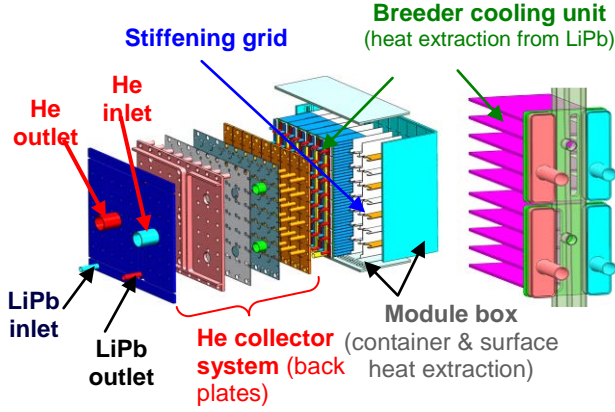 Breeder cooling unit
(heat extraction from LiPb)
Stiffening grid
He
outlet
He
inlet
LiPb
inlet
LiPb
outlet
He collector
system (back
plates)
Module box
(container & surface
heat extraction)